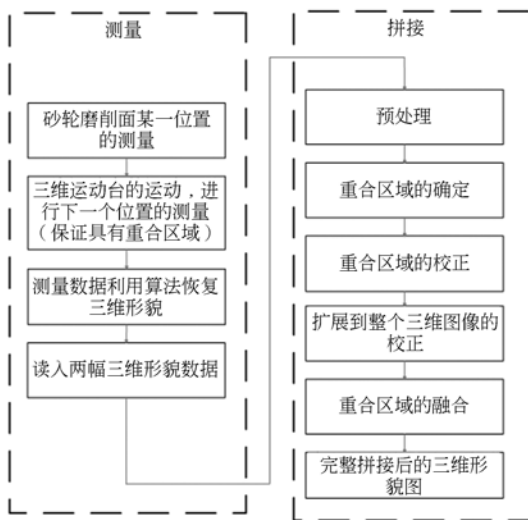 测量
砂轮磨削面某一位置
的测量
三维运动台的运动，进
行下一个位置的测量
（保证具有重合区域）
测量数据利用算法恢复
三维形貌
读入两幅三维形貌数据
拼接
预处理
重合区域的确定
重合区域的校正
扩展到整个三维图像的
校正
重合区域的融合
完整拼接后的三维形
貌图